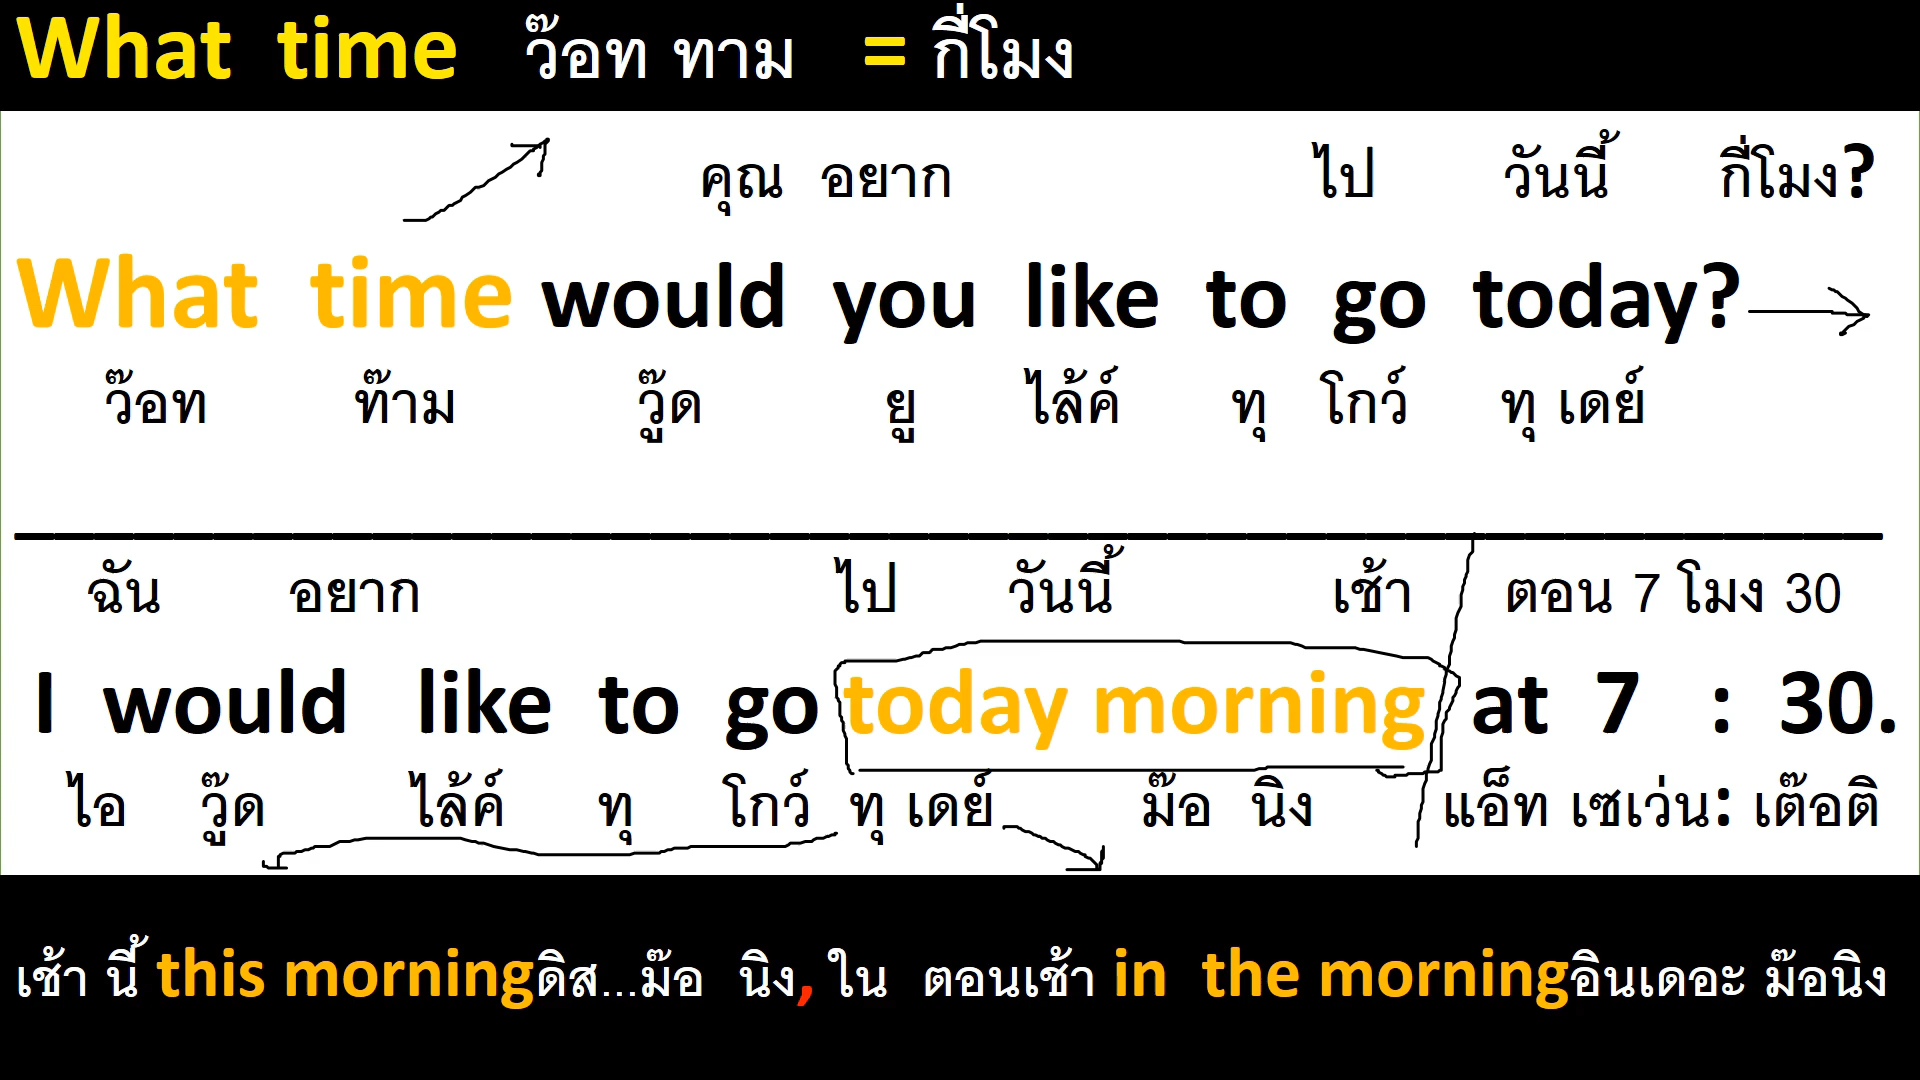 What time ว๊อท ทาม = กี่โมง
คุณ อยาก ไป วันนี้ กี่โมง?
What time would you like to go today?
ว๊อท ท๊าม วู๊ด ยู ไล้ค์ ทุ โกว์ ทุ เดย์
ฉัน อยาก ไป วันนี้ เช้า ตอน 7 โมง 30
I would like to go today morning at 7 : 30.
ไอ วู๊ด ไล้ค์ ทุ โกว์ ทุ เดย์ ม๊อ นิง แอ็ท เซเว่น: เต๊อติ
เช้า นี้ this morningดิส...ม๊อ นิง, ใน ตอนเช้า in the morningอินเดอะ ม๊อนิง